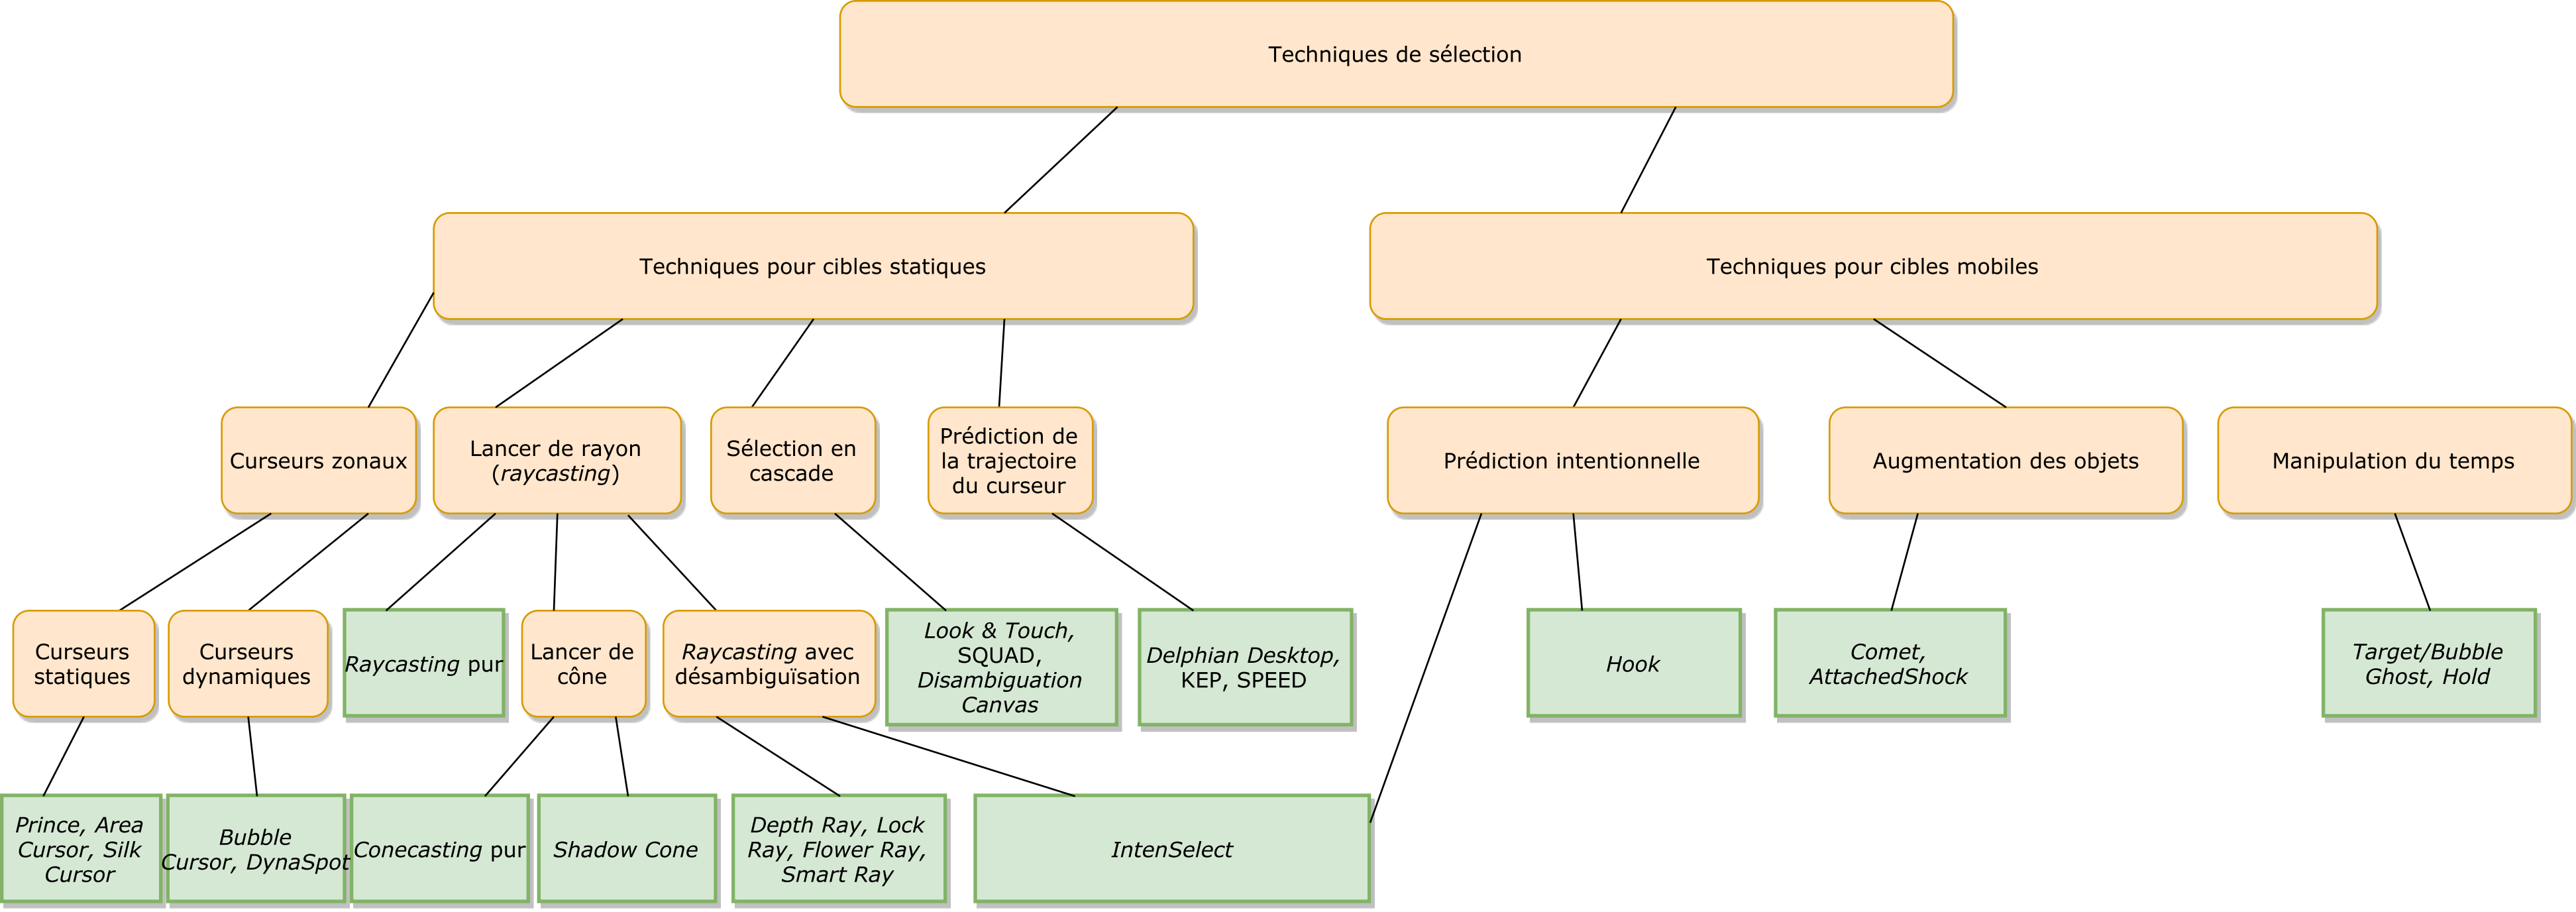 Techniques de sélection
Techniques pour cibles statiques
Techniques pour cibles mobiles
Curseurs zonaux
Lancer de rayon
(raycasting)
Sélection en
cascade
Prédiction de
la trajectoire
du curseur
Prédiction intentionnelle
Augmentation des objets
Manipulation du temps
Curseurs
statiques
Curseurs
dynamiques
Raycasting pur
Lancer de
cône
Raycasting avec
désambiguïsation
Look & Touch,
SQUAD,
Disambiguation
Canvas
Delphian Desktop,
KEP, SPEED
Hook
Comet,
AttachedShock
Target/Bubble
Ghost, Hold
Prince, Area
Cursor, Silk
Cursor
Bubble
Cursor, DynaSpot
Conecasting pur
Shadow Cone
Depth Ray, Lock
Ray, Flower Ray,
Smart Ray
IntenSelect